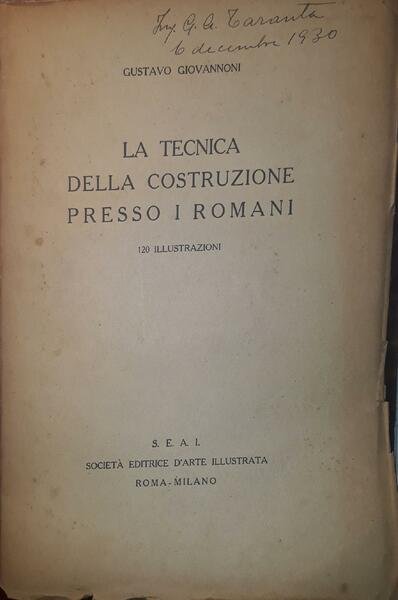 Ing. G. A. Taranta
6 decembre 1930
GUSTAVO GIOVANNONI
LA TECNICA
DELLA COSTRUZIONE
PRESSO I ROMANI
120 ILLUSTRAZIONI
S. E. A. I.
SOCIETÀ EDITRICE D'ARTE ILLUSTRATA
ROMA-MILANO